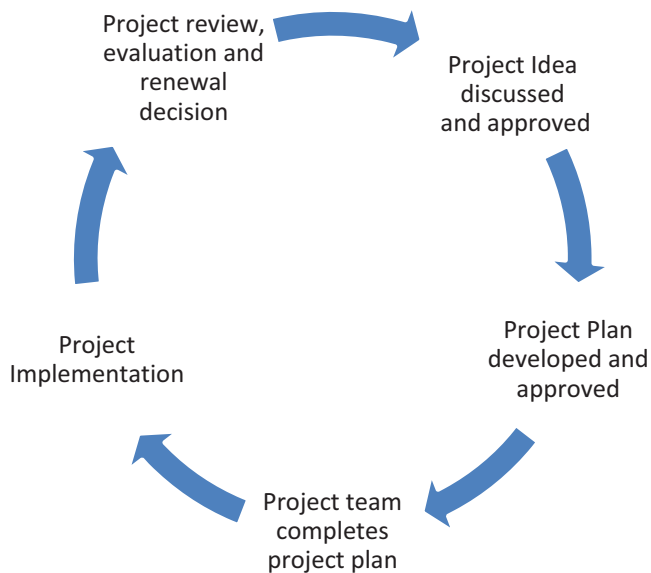 Project review,
evaluation and
renewal
decision
Project Idea
discussed
and approved
Project Plan
developed and
approved
Project team
completes
project plan
Project
Implementation